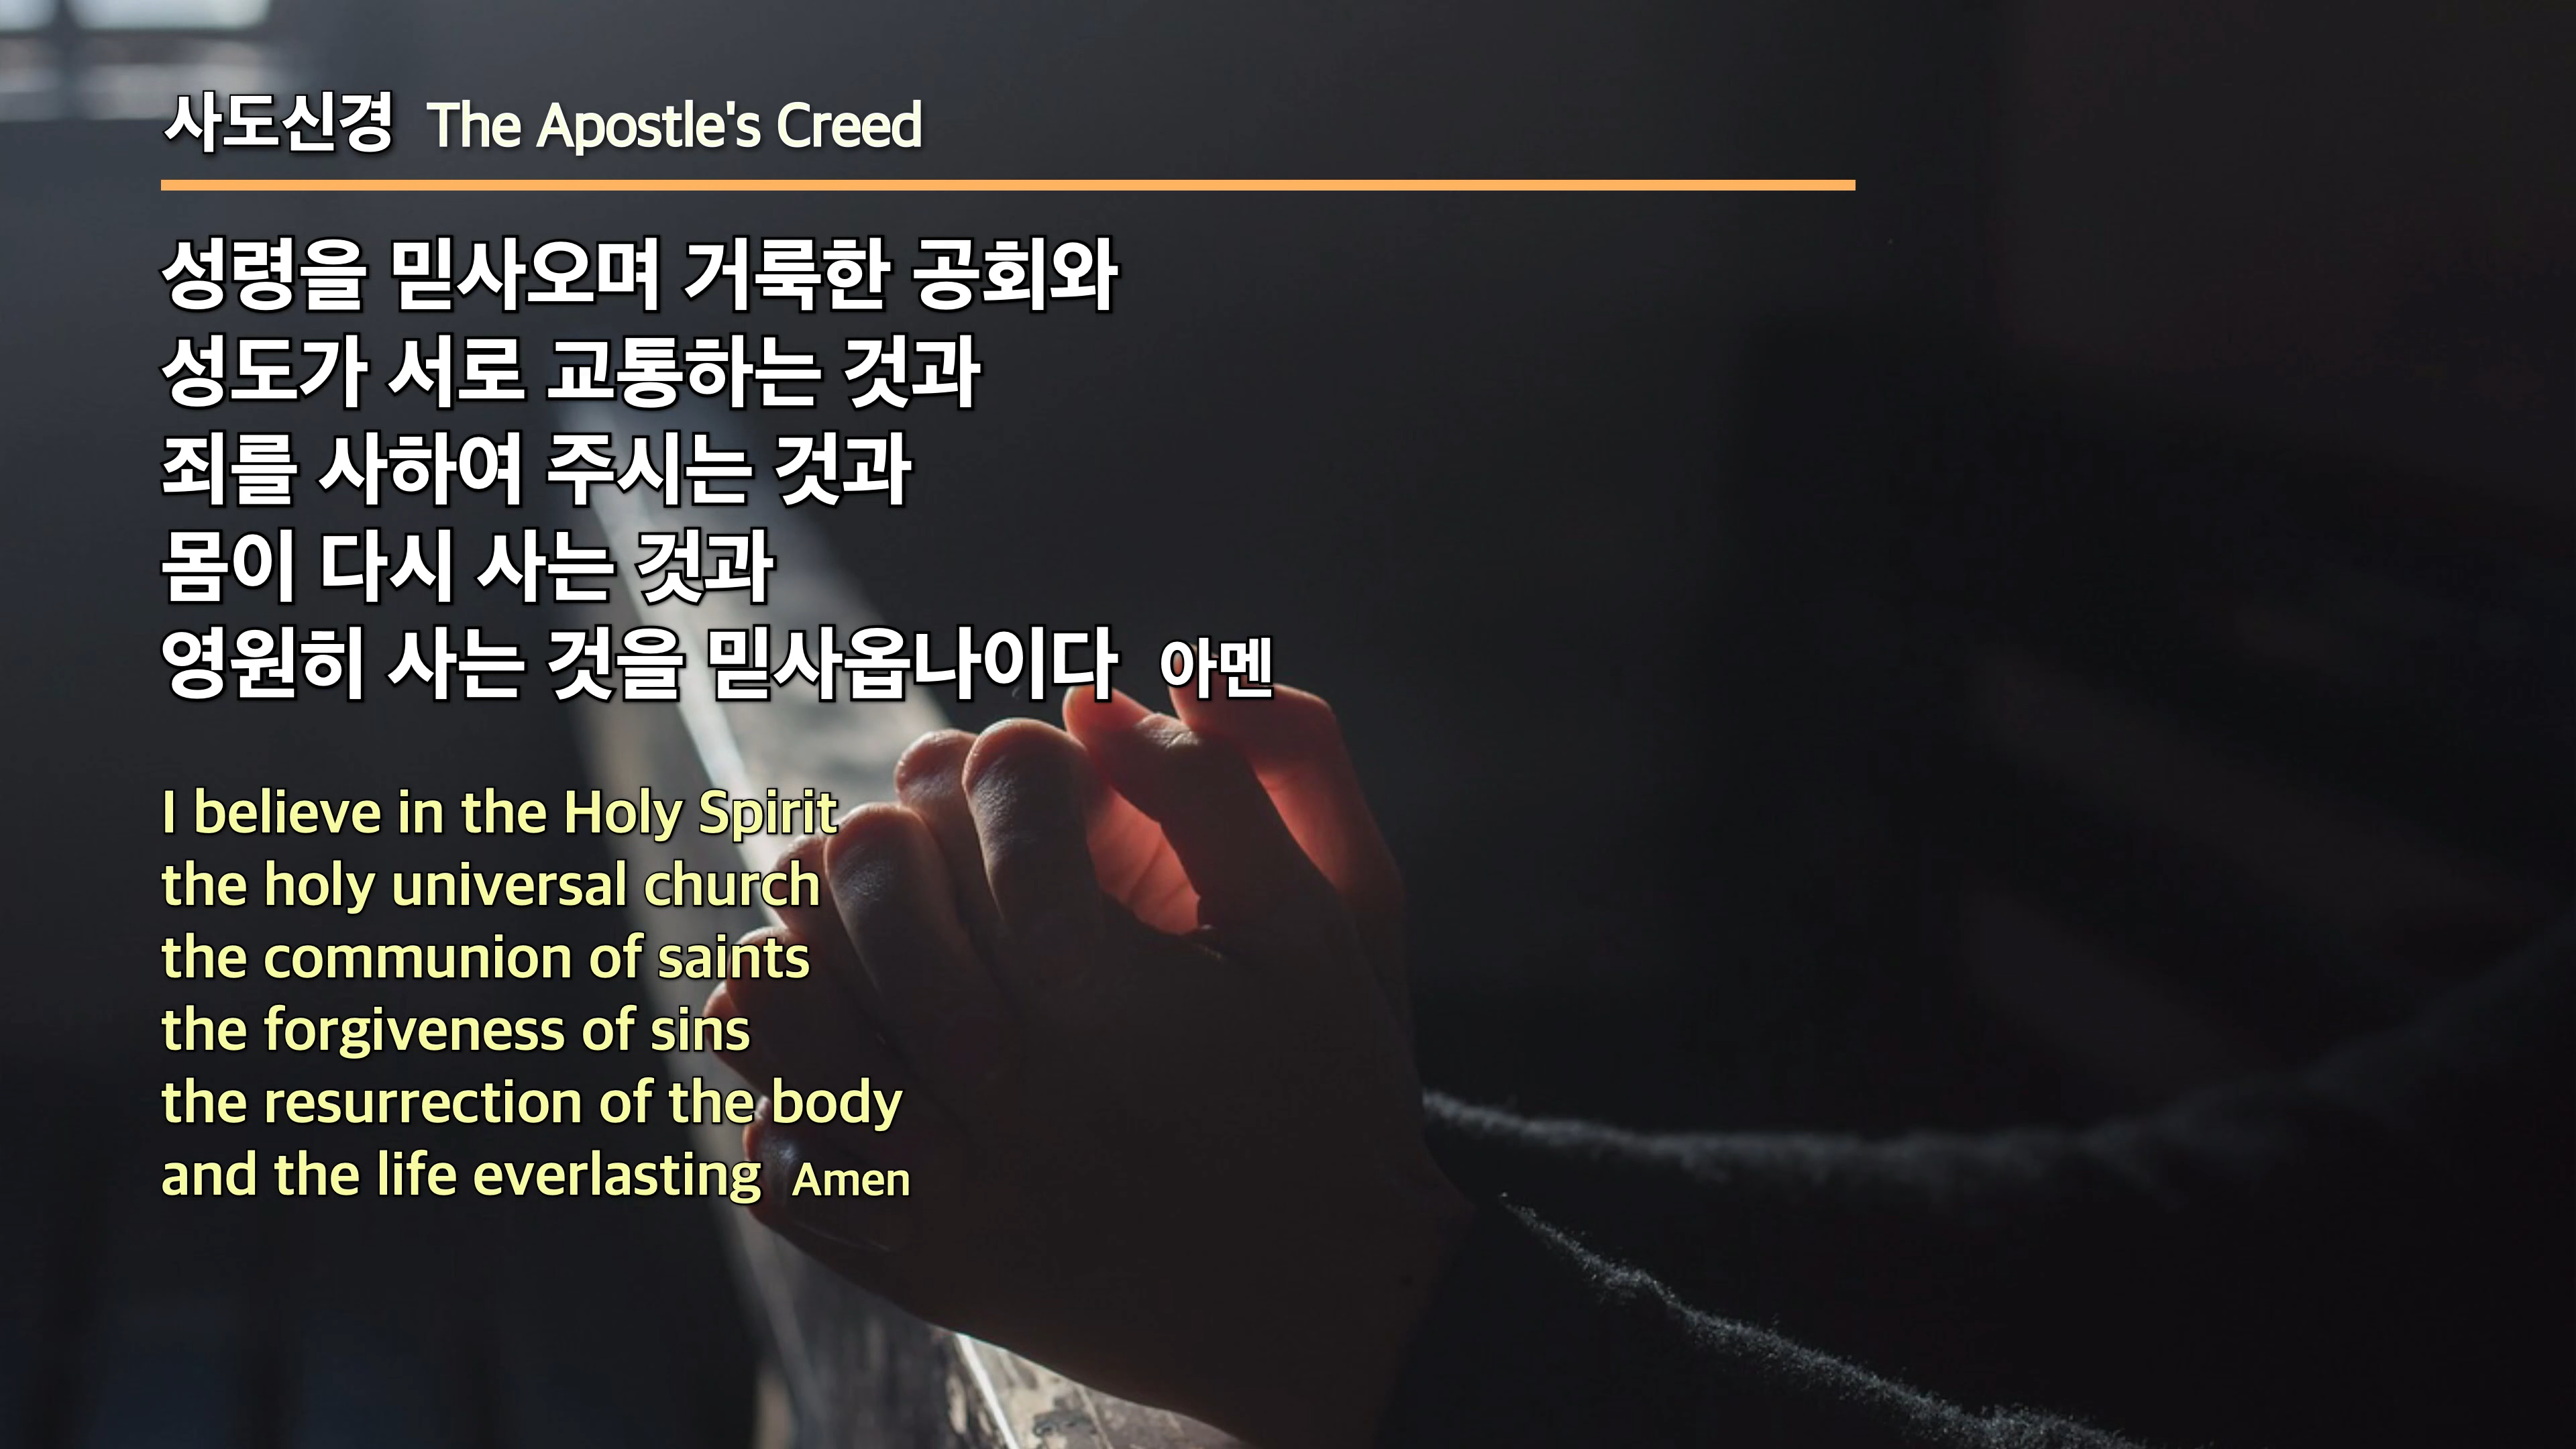 사도신경 The Apostle's Creed
성령을 믿사오며 거룩한 공회와
성도가 서로 교통하는 것과
죄를 사하여 주시는 것과
몸이 다시 사는 것과
영원히 사는 것을 믿사옵나이다 아멘
I believe in the Holy Spirit
the holy universal church
the communion of saints
the forgiveness of sins
the resurrection of the body
and the life everlasting Amen